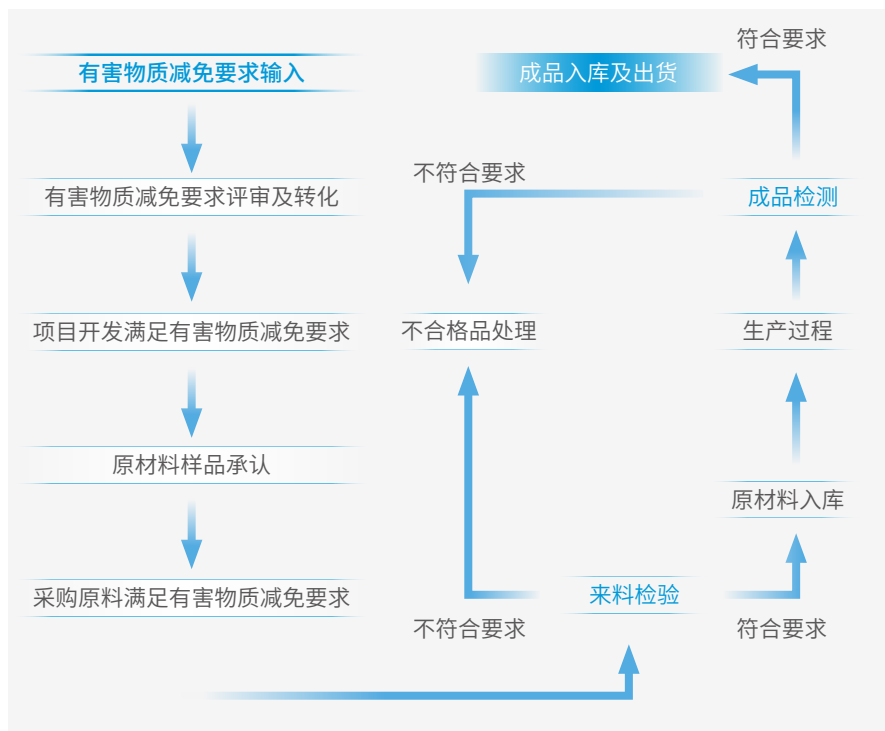 有害物质减免要求输入
有害物质减免要求评审及转化
项目开发满足有害物质减免要求
原材料样品承认
采购原料满足有害物质减免要求
来料检验
不符合要求
符合要求
不合格品处理
原材料入库
生产过程
成品检测
不符合要求
符合要求
成品入库及出货